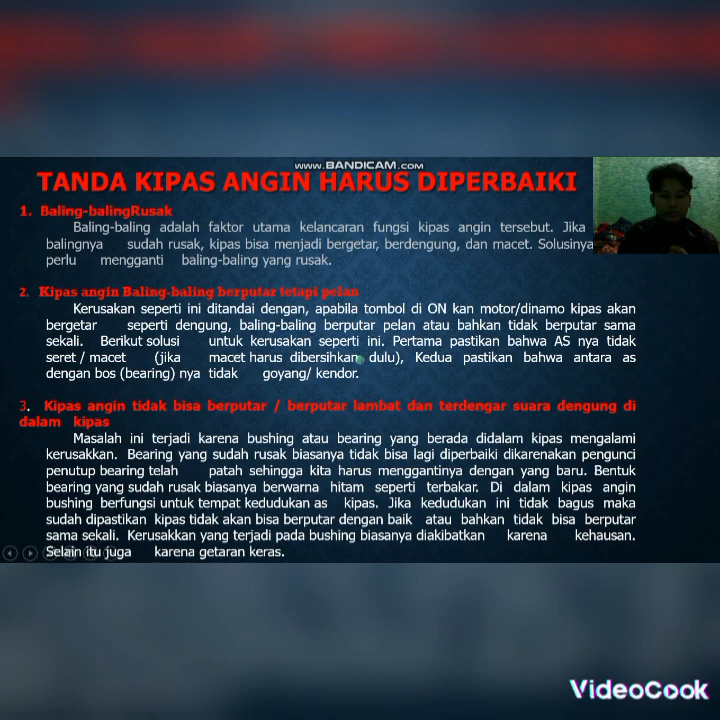 www.BANDICAM.com
TANDA KIPAS ANGIN HARUS DIPERBAIKI
1. Baling-balingRusak
Baling-baling adalah faktor utama kelancaran fungsi kipas angin tersebut. Jika
balingnya sudah rusak, kipas bisa menjadi bergetar, berdengung, dan macet. Solusinya
perlu mengganti baling-baling yang rusak.
2. Kipas angin Baling-baling berputar tetapi pelan
Kerusakan seperti ini ditandai dengan, apabila tombol di ON kan motor/dinamo kipas akan
bergetar seperti dengung, baling-baling berputar pelan atau bahkan tidak berputar sama
sekali. Berikut solusi untuk kerusakan seperti ini. Pertama pastikan bahwa AS nya tidak
seret / macet (jika macet harus dibersihkan dulu), Kedua pastikan bahwa antara as
dengan bos (bearing) nya tidak goyang/ kendor.
3. Kipas angin tidak bisa berputar / berputar lambat dan terdengar suara dengung di
dalam kipas
Masalah ini terjadi karena bushing atau bearing yang berada didalam kipas mengalami
kerusakkan. Bearing yang sudah rusak biasanya tidak bisa lagi diperbaiki dikarenakan pengunci
penutup bearing telah patah sehingga kita harus menggantinya dengan yang baru. Bentuk
bearing yang sudah rusak biasanya berwarna hitam seperti terbakar. Di dalam kipas angin
bushing berfungsi untuk tempat kedudukan as kipas. Jika kedudukan ini tidak bagus maka
sudah dipastikan kipas tidak akan bisa berputar dengan baik atau bahkan tidak bisa berputar
sama sekali. Kerusakkan yang terjadi pada bushing biasanya diakibatkan karena kehausan.
Selain itu juga karena getaran keras.
VideoCook